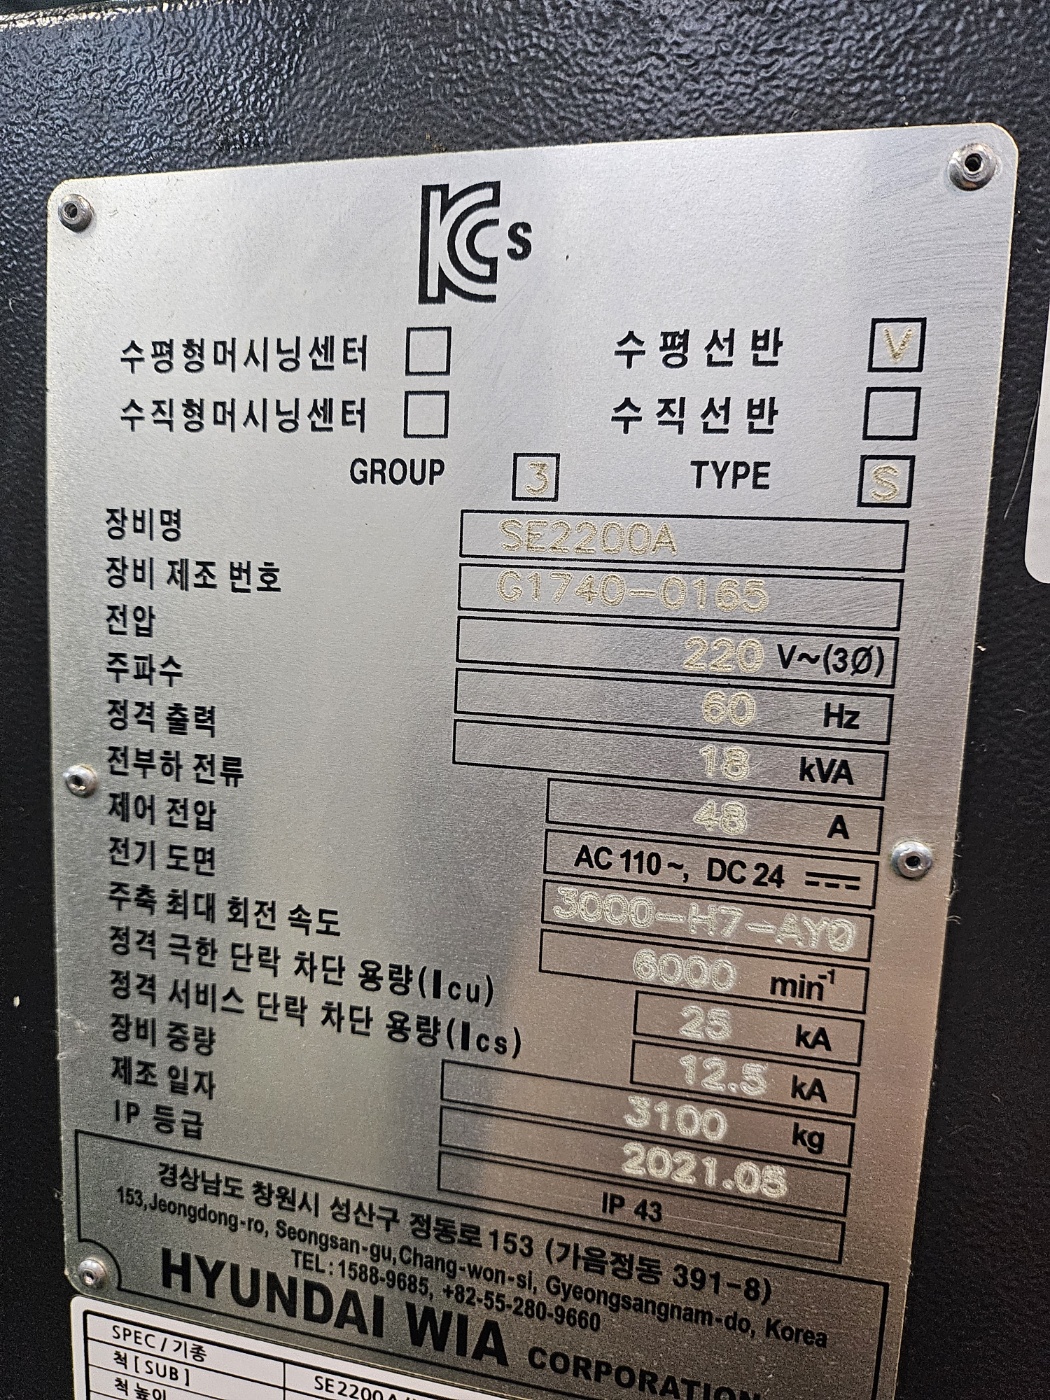 KCs
수평형머시닝센터 수평선반 V
수직형머시닝센터 수직선반
GROUP 3 TYPE S
장비명 SE2200A
장비 제조 번호 G1740-0165
전압 220 V~(3Ø)
주파수 60 Hz
정격 출력 18 kVA
전부하 전류 48 A
제어 전압 AC 110~, DC 24
전기 도면 3000-H7-AY0
주축 최대 회전 속도 6000 min-1
정격 극한 단락 차단 용량(Icu) 25 kA
정격 서비스 단락 차단 용량(Ics) 12.5 kA
장비 중량 3100 kg
제조 일자 2021.05
IP 등급 IP 43
경상남도 창원시 성산구 정동로 153 (가음정동 391-8)
153, Jeongdong-ro, Seongsan-gu, Chang-won-si, Gyeongsangnam-do, Korea
TEL: 1588-9685, +82-55-280-9660
HYUNDAI WIA CORPORATION
SPEC / 기종 SE2200A
척 [SUB]
척 높이